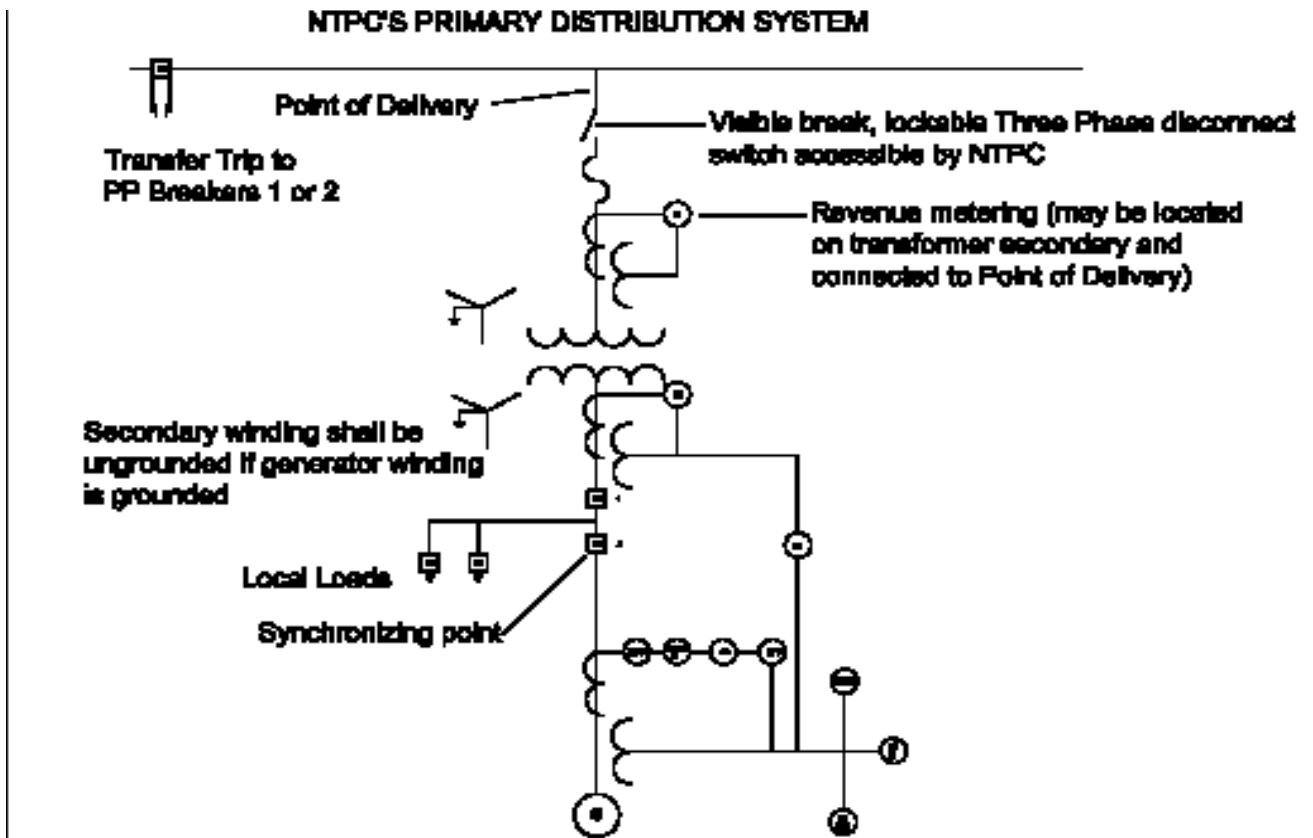 NTPC'S PRIMARY DISTRIBUTION SYSTEM
Point of Delivery
Visible break, lockable Three Phase disconnect
switch accessible by NTPC
Transfer Trip to
PP Breakers 1 or 2
Revenue metering (may be located
on transformer secondary and
connected to Point of Delivery)
Secondary winding shall be
ungrounded if generator winding
is grounded
Local Loads
Synchronizing point